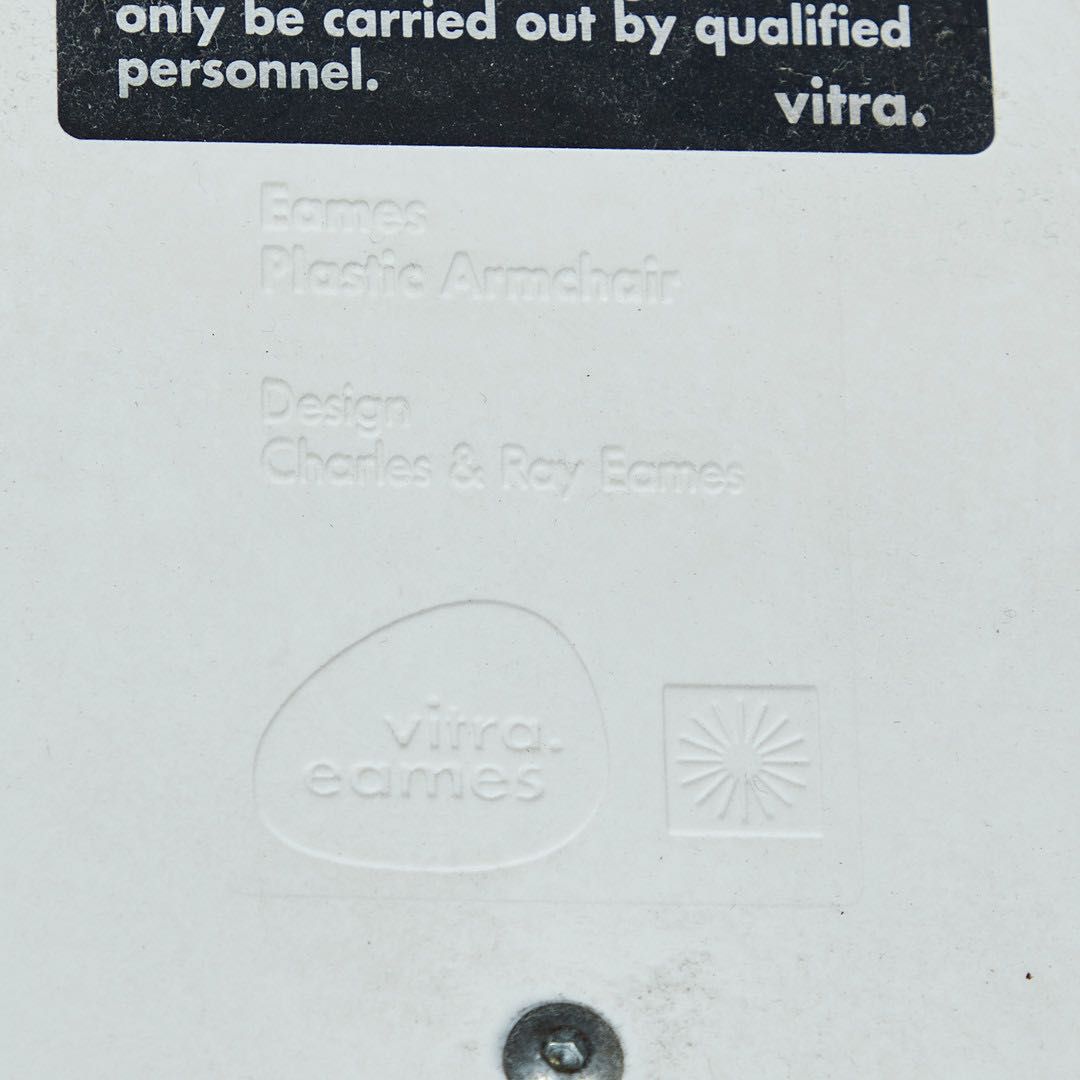 only be carried out by qualified
personnel.
vitra.
Eames
Plastic Armchair
Design
Charles & Ray Eames
vitra.
eames